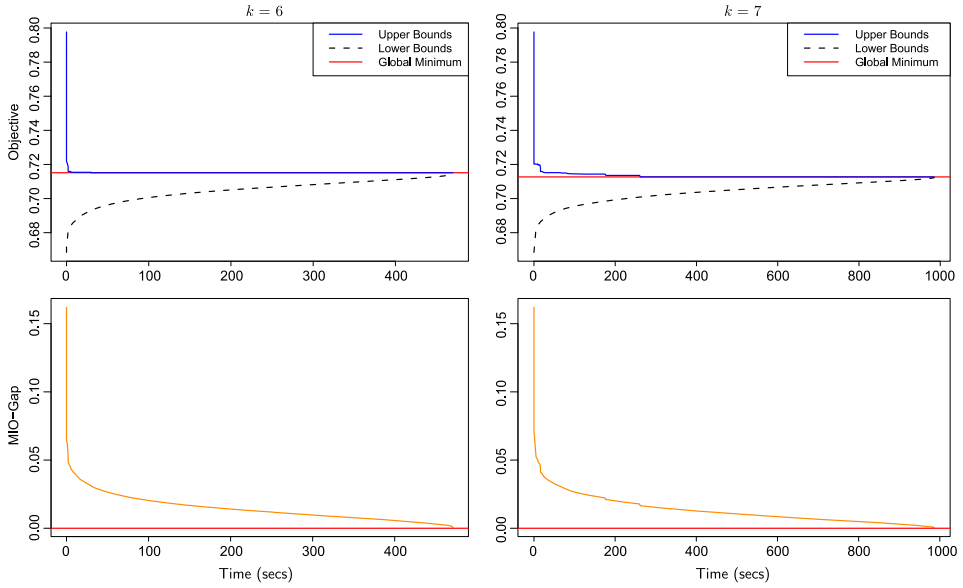 k = 6
k = 7
Objective
0.68 0.70 0.72 0.74 0.76 0.78 0.80
Upper Bounds
Lower Bounds
Global Minimum
0 100 200 300 400
0.68 0.70 0.72 0.74 0.76 0.78 0.80
Upper Bounds
Lower Bounds
Global Minimum
0 200 400 600 800 1000
MIO−Gap
0.00 0.05 0.10 0.15
0 100 200 300 400
Time (secs)
0.00 0.05 0.10 0.15
0 200 400 600 800 1000
Time (secs)